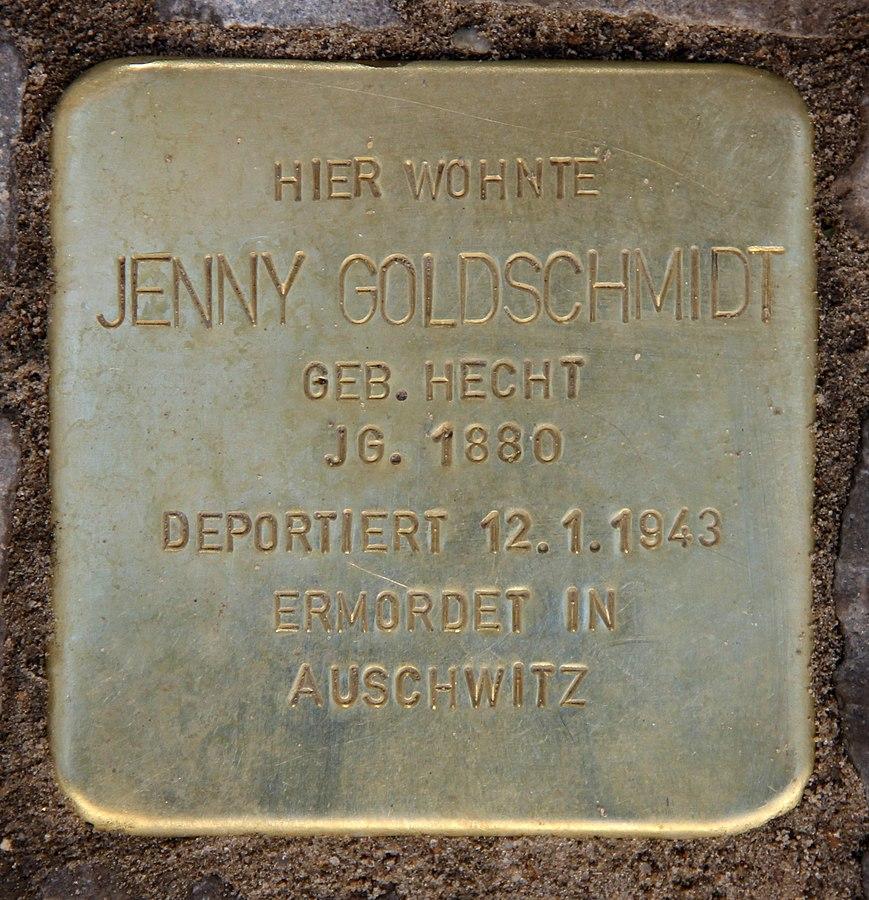 HIER WOHNTE
JENNY GOLDSCHMIDT
GEB. HECHT
JG. 1880
DEPORTIERT 12.1.1943
ERMORDET IN
AUSCHWITZ